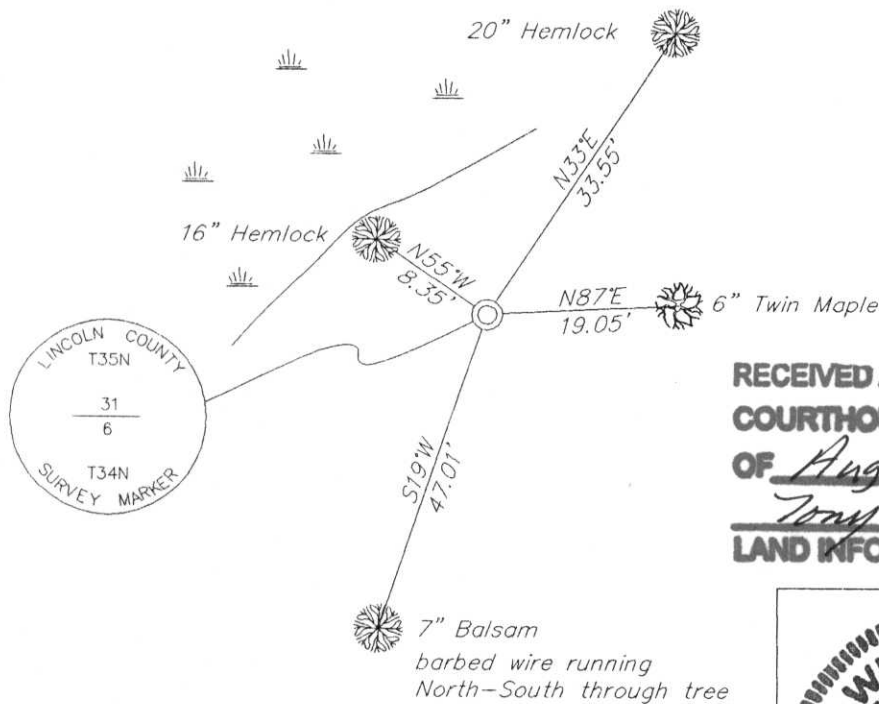 20" Hemlock
N33°E
33.55'
16" Hemlock
N55°W
8.35'
N87°E
19.05'
6" Twin Maple
LINCOLN COUNTY
T35N
31
6
T34N
SURVEY MARKER
S19°W
47.01'
7" Balsam
barbed wire running
North-South through tree
RECEIVED
COURTHO
OF Aug
Tony
LAND INFO